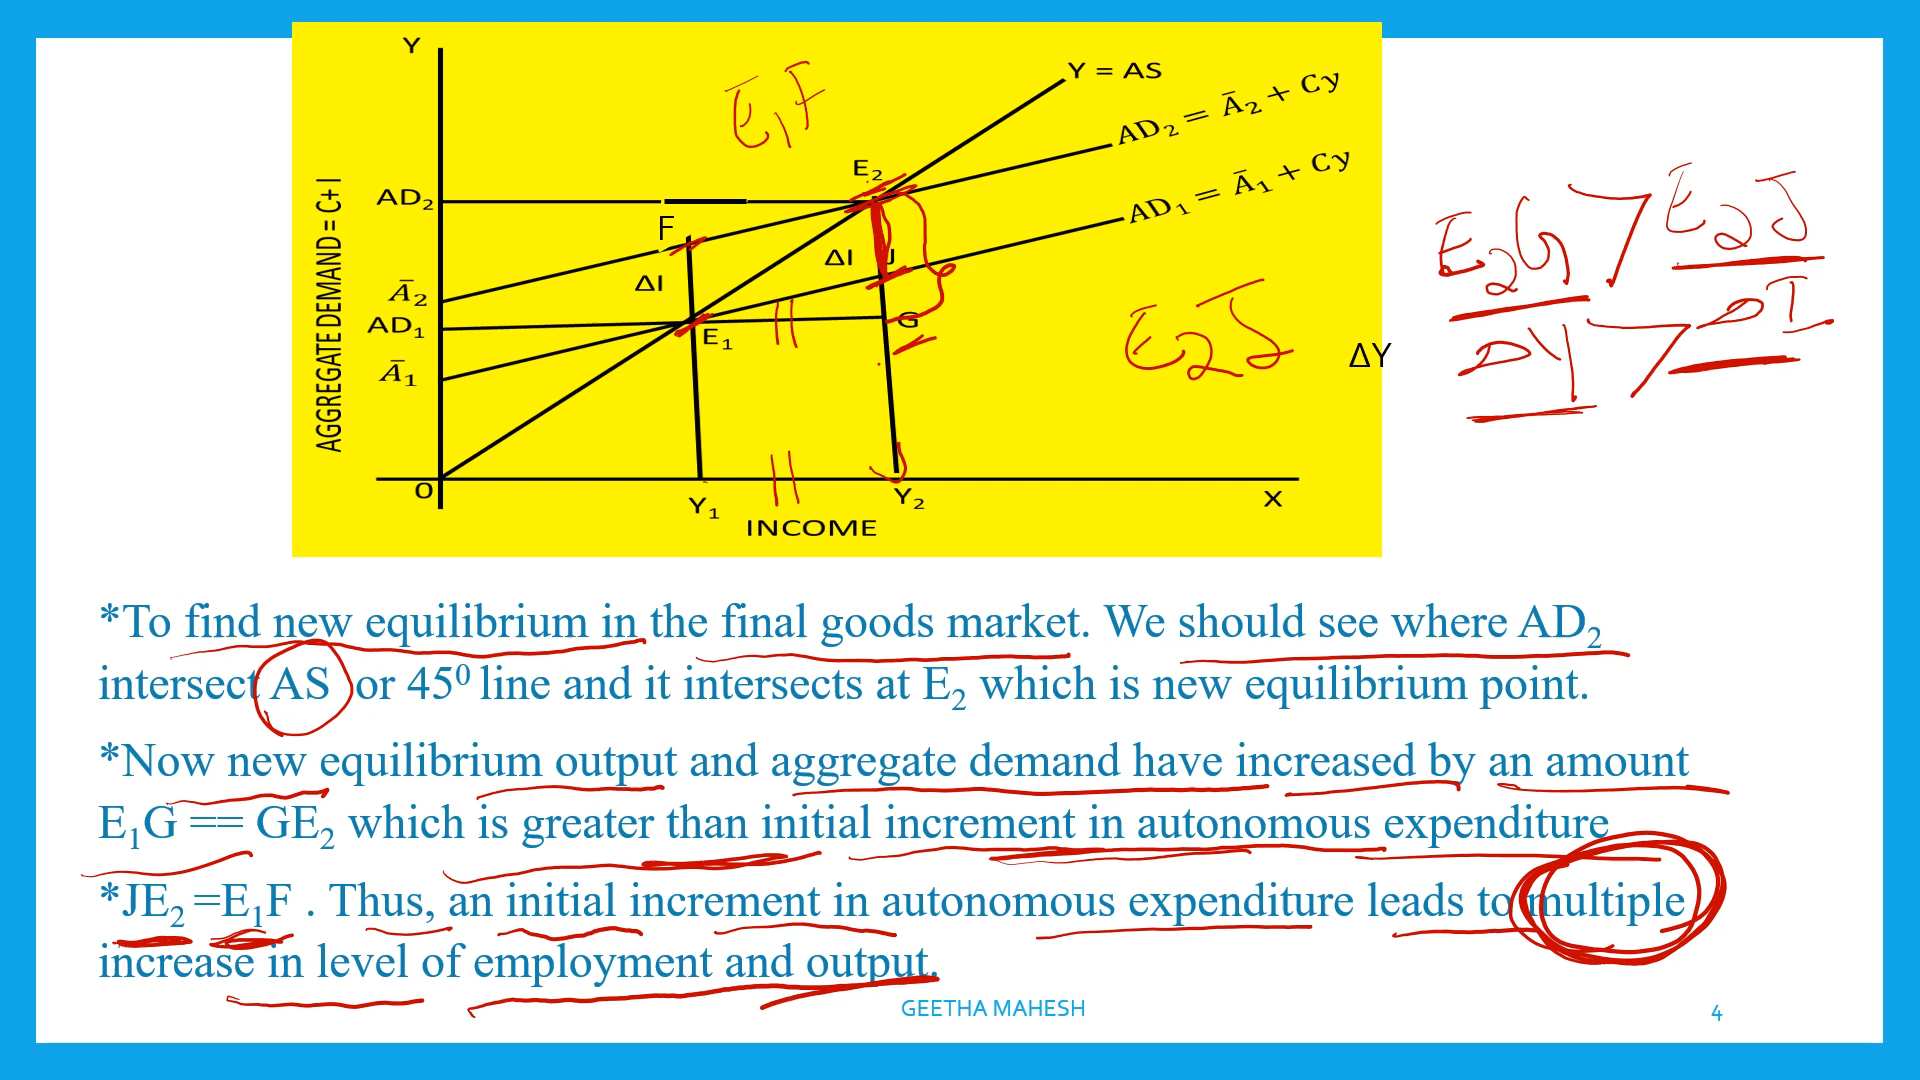 Y
Y = AS
AD₂ = Ā₂ + Cy
E₁F
AD₁ = Ā₁ + Cy
E₂
AD₂
F
E₂G > E₂J
ΔI J
ΔI
Ā₂
AD₁
G
E₁
E₂J
ΔY
ΔY > ΔI
Ā₁
AGGREGATE DEMAND = C+I
O
Y₁
Y₂
X
INCOME
*To find new equilibrium in the final goods market. We should see where AD₂
intersect AS or 45⁰ line and it intersects at E₂ which is new equilibrium point.
*Now new equilibrium output and aggregate demand have increased by an amount
E₁G == GE₂ which is greater than initial increment in autonomous expenditure
*JE₂ =E₁F . Thus, an initial increment in autonomous expenditure leads to multiple
increase in level of employment and output.
GEETHA MAHESH
4